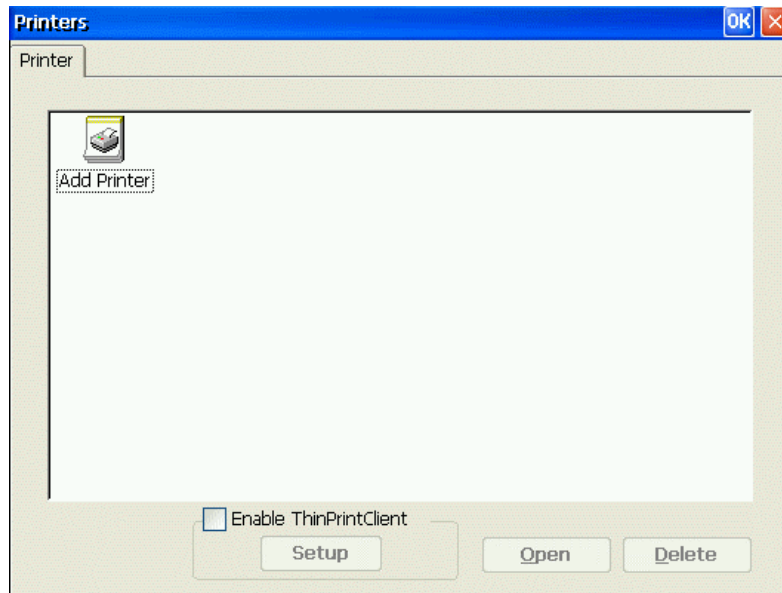 Printers OK
Printer
Add Printer
Enable ThinPrintClient
Setup Open Delete